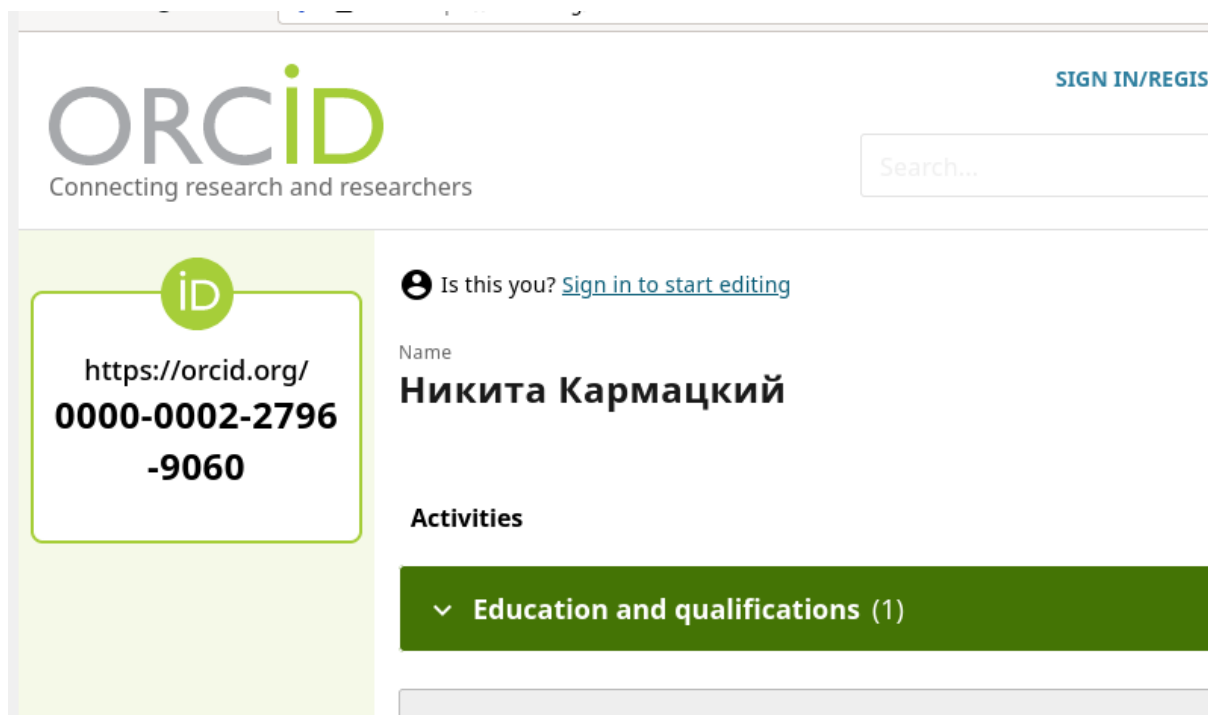 SIGN IN/REGIS
ORCID
Connecting research and researchers
Search...
iD
https://orcid.org/
0000-0002-2796
-9060
Is this you? Sign in to start editing
Name
Никита Кармацкий
Activities
Education and qualifications (1)